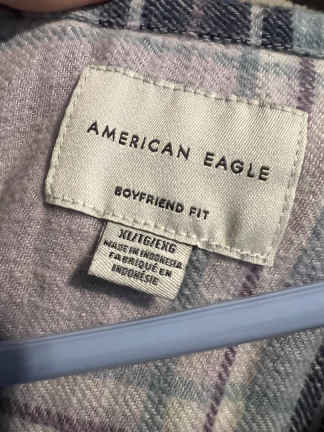 AMERICAN EAGLE
BOYFRIEND FIT
XL/TG/EXG
MADE IN INDONESIA
FABRIQUÉ EN
INDONÉSIE